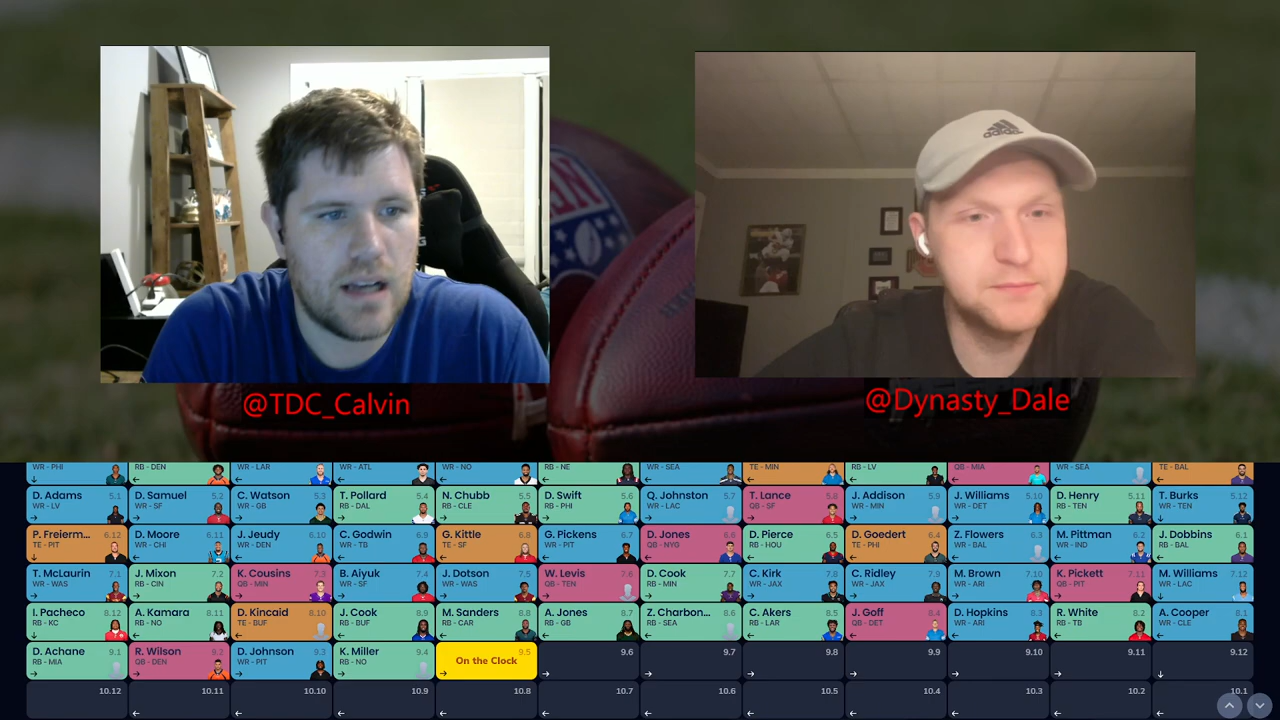 @TDC_Calvin
@Dynasty_Dale
WR - PHI
RB - DEN
WR - LAR
WR - ATL
WR - NO
RB - NE
WR - SEA
TE - MIN
RB - LV
QB - MIA
WR - SEA
TE - BAL
D. Adams 5.1
WR - LV
D. Samuel 5.2
WR - SF
C. Watson 5.3
WR - GB
T. Pollard 5.4
RB - DAL
N. Chubb 5.5
RB - CLE
D. Swift 5.6
RB - PHI
Q. Johnston 5.7
WR - LAC
T. Lance 5.8
QB - SF
J. Addison 5.9
WR - MIN
J. Williams 5.10
WR - DET
D. Henry 5.11
RB - TEN
T. Burks 5.12
WR - TEN
P. Freierm... 6.12
TE - PIT
D. Moore 6.11
WR - CHI
J. Jeudy 6.10
WR - DEN
C. Godwin 6.9
WR - TB
G. Kittle 6.8
TE - SF
G. Pickens 6.7
WR - PIT
D. Jones 6.6
QB - NYG
D. Pierce 6.5
RB - HOU
D. Goedert 6.4
TE - PHI
Z. Flowers 6.3
WR - BAL
M. Pittman 6.2
WR - IND
J. Dobbins 6.1
RB - BAL
T. McLaurin 7.1
WR - WAS
J. Mixon 7.2
RB - CIN
K. Cousins 7.3
QB - MIN
B. Aiyuk 7.4
WR - SF
J. Dotson 7.5
WR - WAS
W. Levis 7.6
QB - TEN
D. Cook 7.7
RB - MIN
C. Kirk 7.8
WR - JAX
C. Ridley 7.9
WR - JAX
M. Brown 7.10
WR - ARI
K. Pickett 7.11
QB - PIT
M. Williams 7.12
WR - LAC
I. Pacheco 8.12
RB - KC
A. Kamara 8.11
RB - NO
D. Kincaid 8.10
TE - BUF
J. Cook 8.9
RB - BUF
M. Sanders 8.8
RB - CAR
A. Jones 8.7
RB - GB
Z. Charbon... 8.6
RB - SEA
C. Akers 8.5
RB - LAR
J. Goff 8.4
QB - DET
D. Hopkins 8.3
WR - ARI
R. White 8.2
RB - TB
A. Cooper 8.1
WR - CLE
D. Achane 9.1
RB - MIA
R. Wilson 9.2
QB - DEN
D. Johnson 9.3
WR - PIT
K. Miller 9.4
RB - NO
On the Clock 9.5
9.6
9.7
9.8
9.9
9.10
9.11
9.12
10.12
10.11
10.10
10.9
10.8
10.7
10.6
10.5
10.4
10.3
10.2
10.1